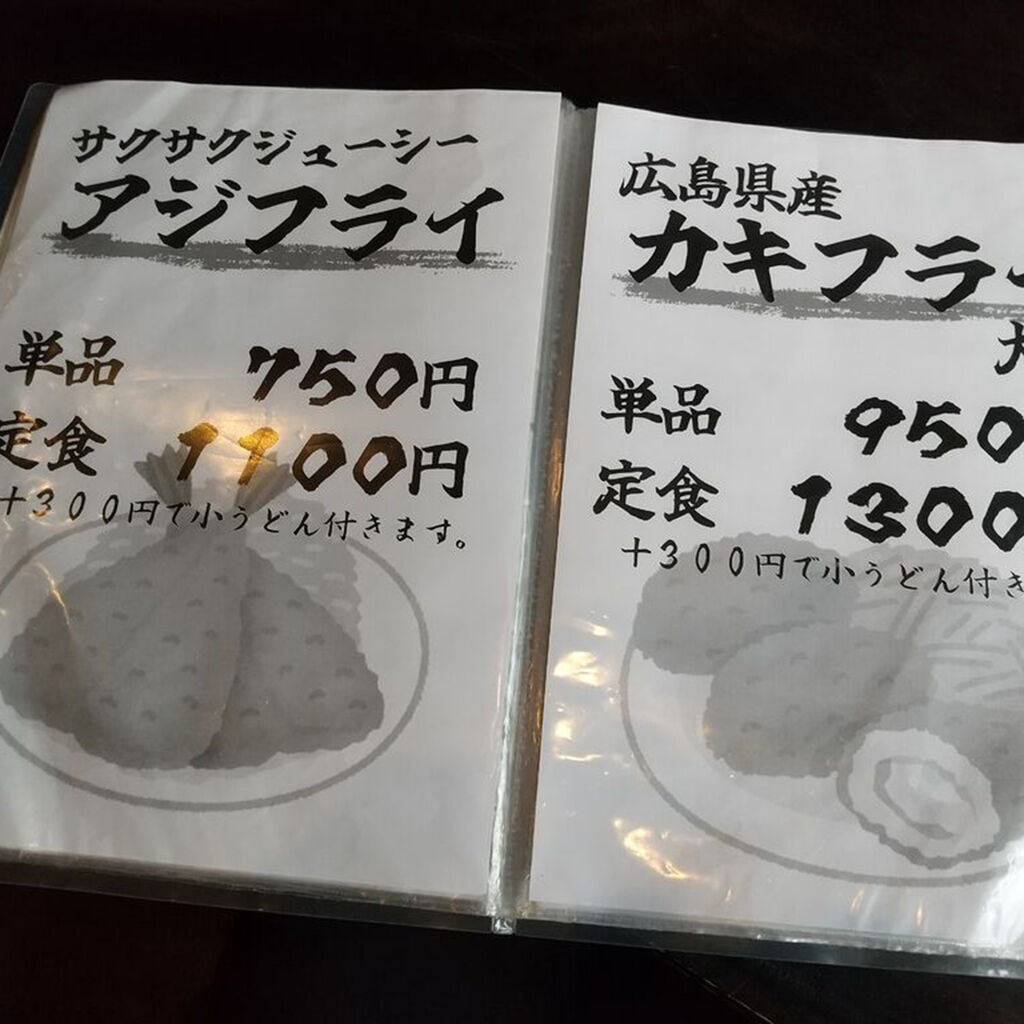 サクサクジューシー
アジフライ
単品 750円
定食 1100円
+300円で小うどん付きます。
広島県産
カキフライ
単品 950
定食 1300
+300円で小うどん付き